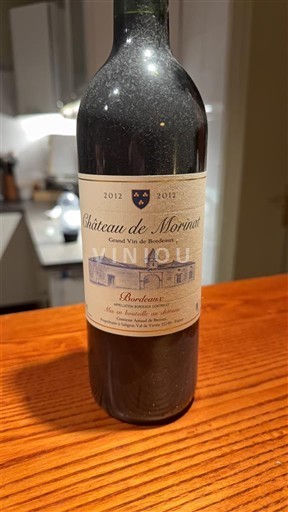 2012 2012
Château de Morinat
Grand Vin de Bordeaux
VINIOU
Bordeaux
APPELLATION BORDEAUX CONTRÔLÉE
Mis en bouteille au château